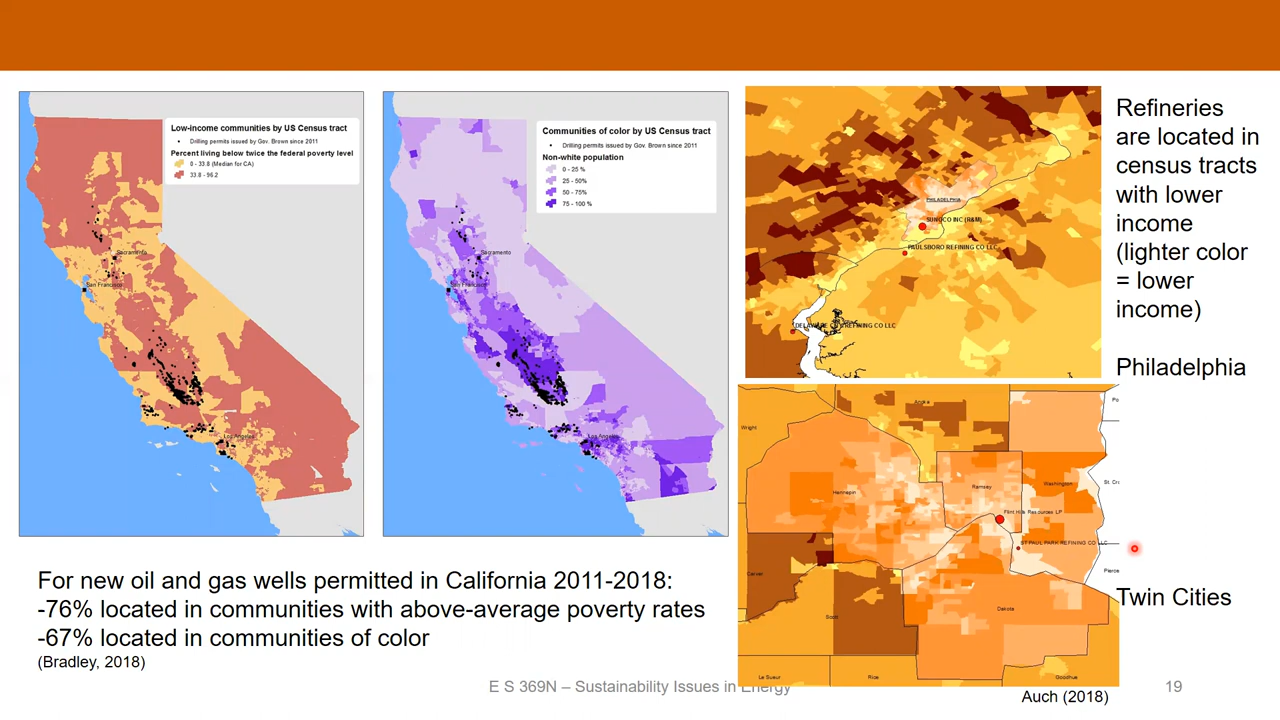 Low-income communities by US Census tract
• Drilling permits issued by Gov. Brown since 2011
Percent living below twice the federal poverty level
0 - 33.8 (Median for CA)
33.8 - 96.2
Sacramento
San Francisco
Los Angeles
Communities of color by US Census tract
• Drilling permits issued by Gov. Brown since 2011
Non-white population
0 - 25 %
25 - 50%
50 - 75%
75 - 100 %
Sacramento
San Francisco
Los Angeles
PHILADELPHIA
SUNOCO INC (R&M)
PAULSBORO REFINING CO LLC
Refineries
are located in
census tracts
with lower
income
(lighter color
= lower
income)
Philadelphia
Anoka
Wright
Hennepin
Ramsey
Washington
St. Cr
Flint Hills Resources LP
ST PAUL PARK REFINING CO LLC
Carver
Pierce
Scott
Dakota
Le Sueur
Rice
Goodhue
Twin Cities
Auch (2018)
For new oil and gas wells permitted in California 2011-2018:
-76% located in communities with above-average poverty rates
-67% located in communities of color
(Bradley, 2018)
E S 369N – Sustainability Issues in Energy
19